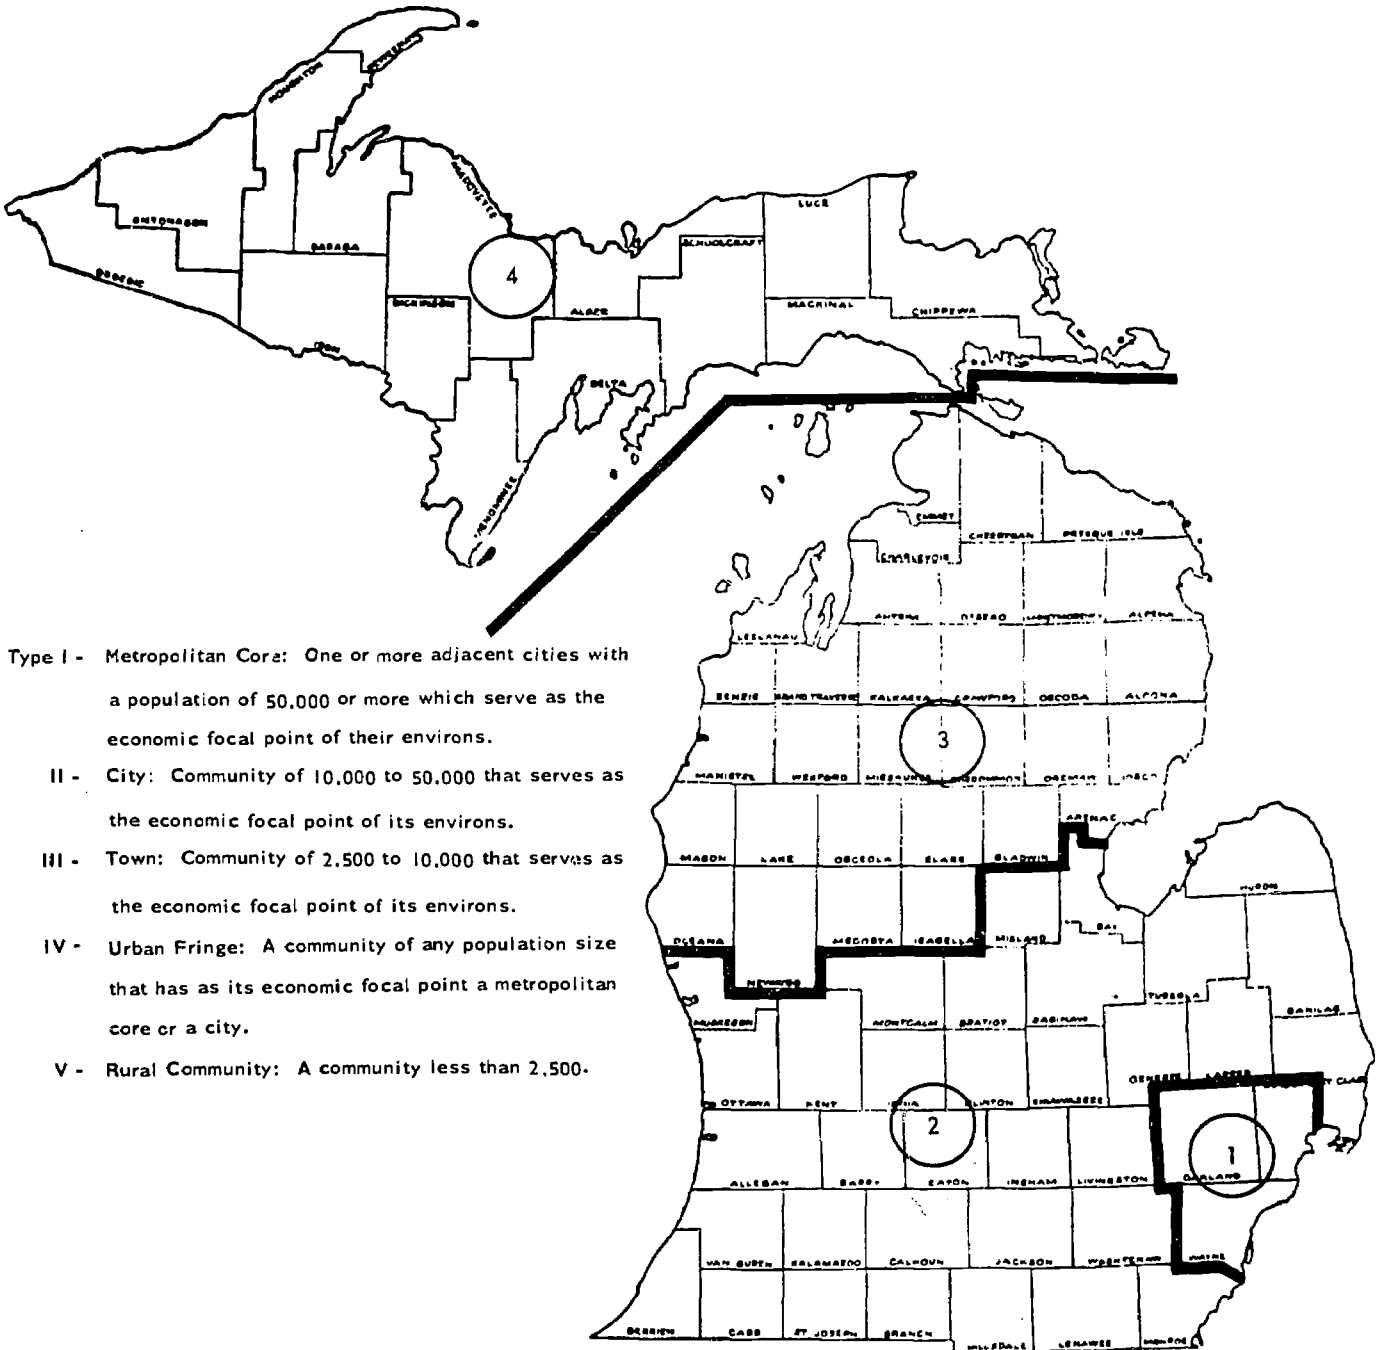 HOUGHTON
ONTONAGON
BARAGA
MARQUETTE
GOGEBIC
IRON
DICKINSON
4
ALGER
SCHOOLCRAFT
LUCE
MACKINAC
CHIPPEWA
DELTA
MENOMINEE
EMMET
CHEBOYGAN
PRESQUE ISLE
CHARLEVOIX
ANTRIM
OTSEGO
MONTMORENCY
ALPENA
LEELANAU
Type I - Metropolitan Core: One or more adjacent cities with
a population of 50,000 or more which serve as the
economic focal point of their environs.
II - City: Community of 10,000 to 50,000 that serves as
the economic focal point of its environs.
III - Town: Community of 2,500 to 10,000 that serves as
the economic focal point of its environs.
IV - Urban Fringe: A community of any population size
that has as its economic focal point a metropolitan
core or a city.
V - Rural Community: A community less than 2,500.
BENZIE GRAND TRAVERSE KALKASKA CRAWFORD OSCODA ALCONA
3
MANISTEE WEXFORD MISSAUKEE ROSCOMMON OGEMAW IOSCO
ARENAC
MASON LAKE OSCEOLA CLARE GLADWIN
HURON
OCEANA MECOSTA ISABELLA MIDLAND BAY
NEWAYGO
TUSCOLA
SANILAC
MUSKEGON MONTCALM GRATIOT SAGINAW
GENESEE LAPEER ST CLAIR
OTTAWA KENT IONIA CLINTON SHIAWASSEE
2
1
ALLEGAN BARRY EATON INGHAM LIVINGSTON OAKLAND
VAN BUREN KALAMAZOO CALHOUN JACKSON WASHTENAW WAYNE
BERRIEN CASS ST JOSEPH BRANCH HILLSDALE LENAWEE MONROE